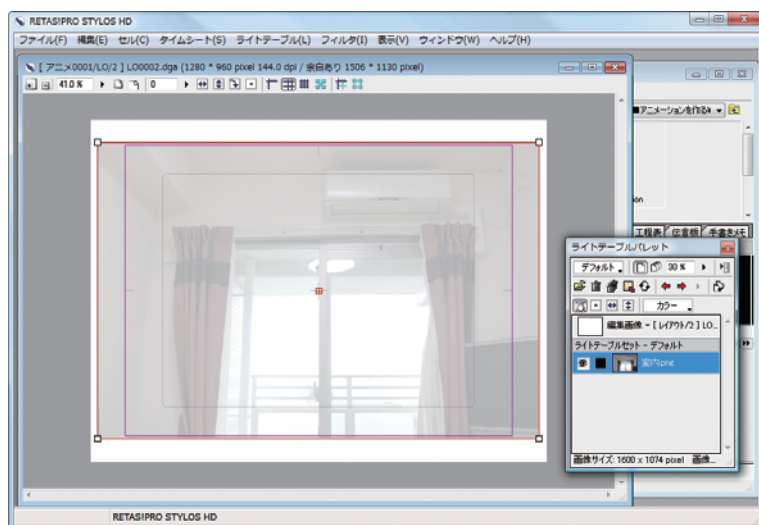 RETAS!PRO STYLOS HD
ファイル(F) 編集(E) セル(C) タイムシート(S) ライトテーブル(L) フィルタ(I) 表示(V) ウィンドウ(W) ヘルプ(H)
[ アニメ0001/LO/2 ] LO0002.dga (1280 * 960 pixel 144.0 dpi / 余白あり 1506 * 1130 pixel)
41.0 %
0
■アニメーションを作るa
ion
工程表 伝言板 手書きメモ
ライトテーブルパレット
デフォルト 30 %
カラー
編集画像 - [ レイアウト/2 ] LO...
ライトテーブルセット - デフォルト
室内.png
画像サイズ: 1600 x 1074 pixel 画像...
RETAS!PRO STYLOS HD